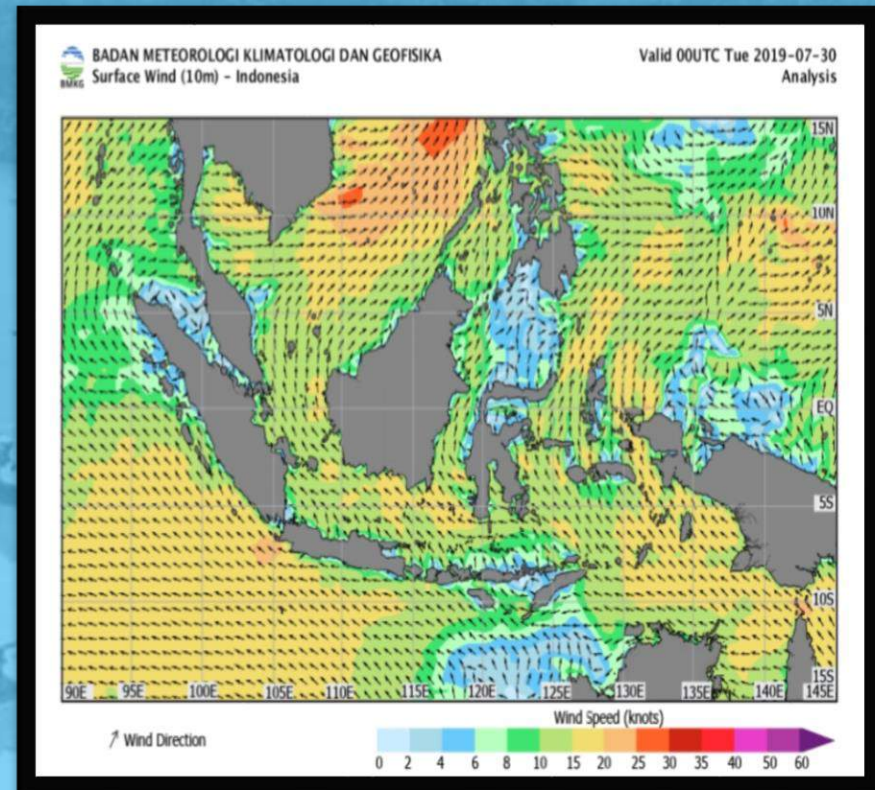 BADAN METEOROLOGI KLIMATOLOGI DAN GEOFISIKA
Surface Wind (10m) - Indonesia
BMKG
Valid 00UTC Tue 2019-07-30
Analysis
15N
10N
5N
EQ
5S
10S
15S
90E 95E 100E 105E 110E 115E 120E 125E 130E 135E 140E 145E
Wind Direction
Wind Speed (knots)
0 2 4 6 8 10 15 20 25 30 35 40 50 60